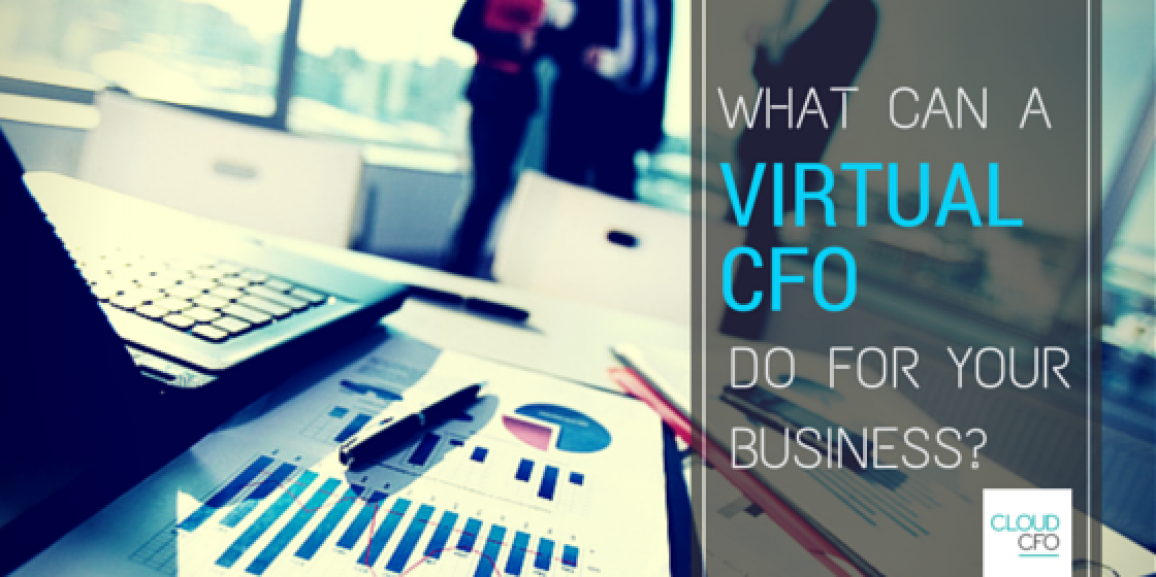 WHAT CAN A
VIRTUAL
CFO
DO FOR YOUR
BUSINESS?
CLOUD
CFO